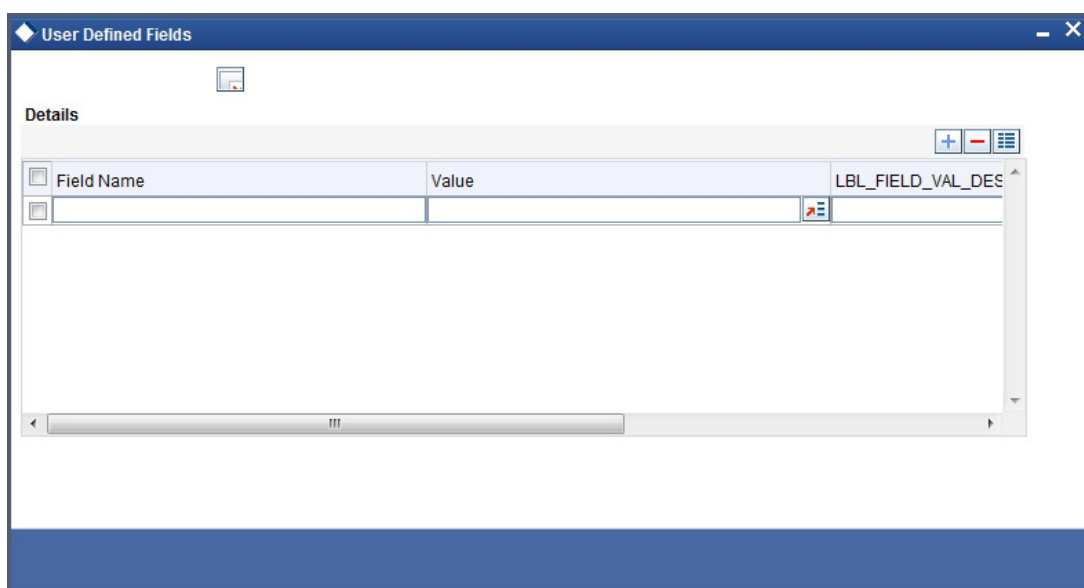 User Defined Fields
Details
Field Name Value LBL_FIELD_VAL_DES